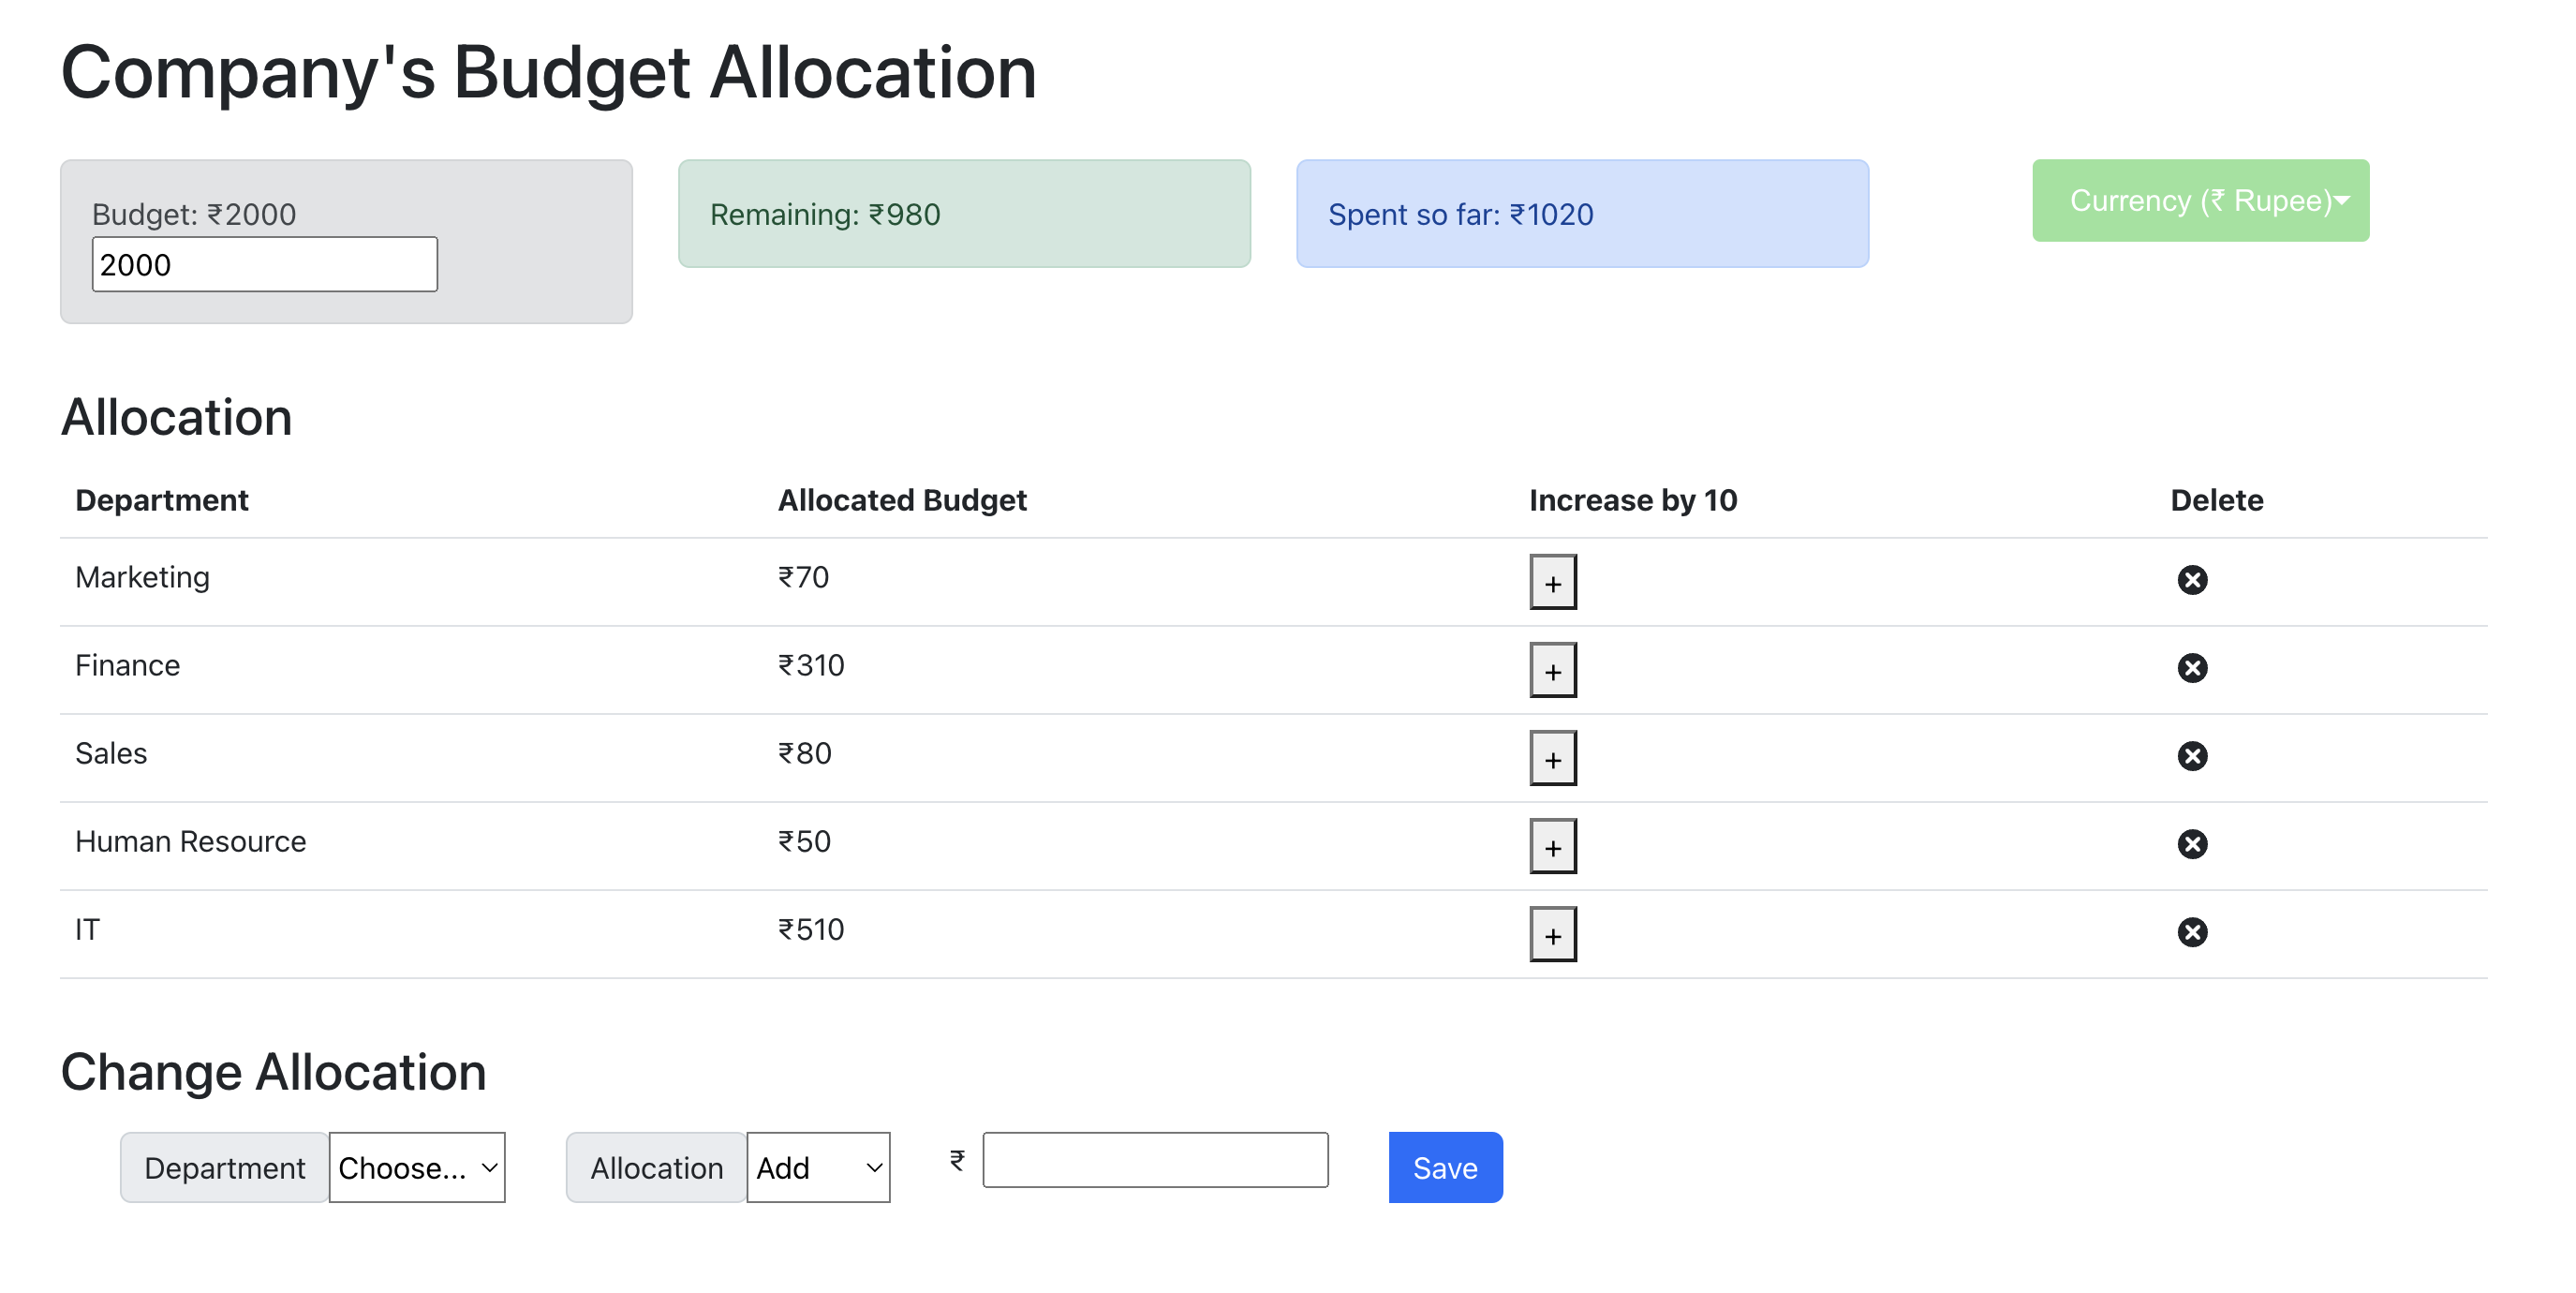 Company's Budget Allocation
Budget: ₹2000
2000
Remaining: ₹980
Spent so far: ₹1020
Currency (₹ Rupee)
Allocation
Department Allocated Budget Increase by 10 Delete
Marketing ₹70 +
Finance ₹310 +
Sales ₹80 +
Human Resource ₹50 +
IT ₹510 +
Change Allocation
Department Choose... Allocation Add ₹ Save